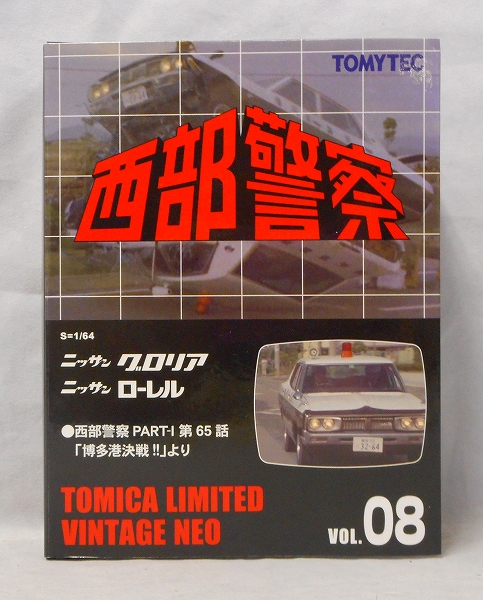 TOMYTEC
西部警察
S=1/64
ニッサン グロリア
ニッサン ローレル
●西部警察 PART-I 第65話
「博多港決戦!!」より
32-64
TOMICA LIMITED
VINTAGE NEO
VOL.08